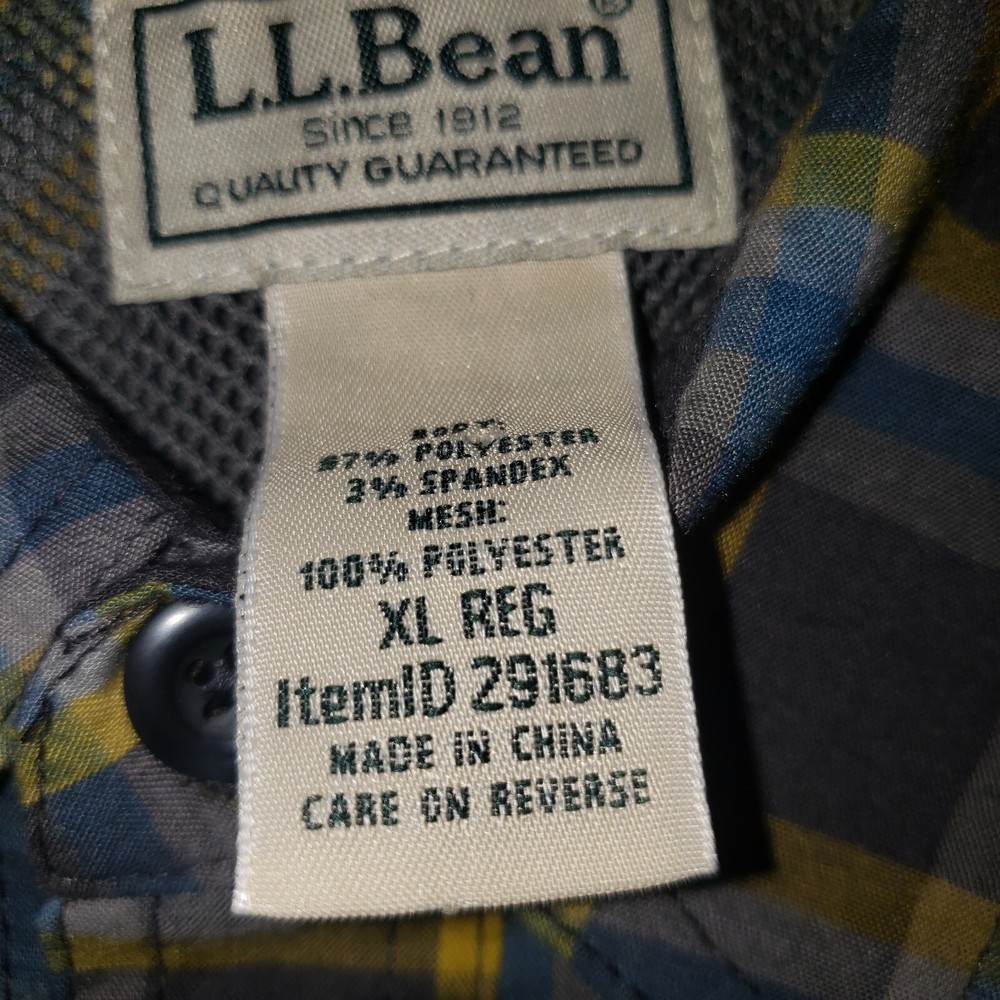 L.L.Bean®
Since 1912
QUALITY GUARANTEED
BODY:
97% POLYESTER
3% SPANDEX
MESH:
100% POLYESTER
XL REG
ItemID 291683
MADE IN CHINA
CARE ON REVERSE